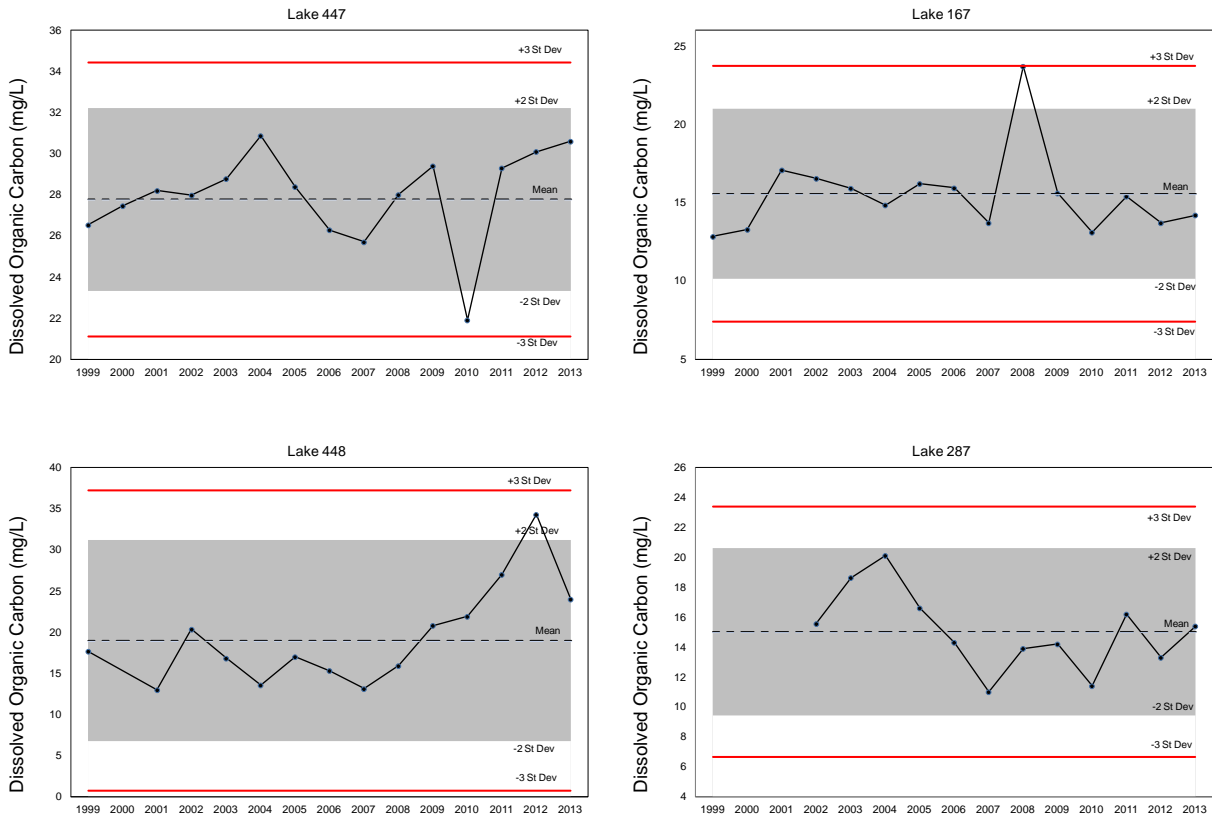 Lake 447
Dissolved Organic Carbon (mg/L)
36
34
32
30
28
26
24
22
20
+3 St Dev
+2 St Dev
Mean
-2 St Dev
-3 St Dev
1999 2000 2001 2002 2003 2004 2005 2006 2007 2008 2009 2010 2011 2012 2013
Lake 167
Dissolved Organic Carbon (mg/L)
25
20
15
10
5
+3 St Dev
+2 St Dev
Mean
-2 St Dev
-3 St Dev
1999 2000 2001 2002 2003 2004 2005 2006 2007 2008 2009 2010 2011 2012 2013
Lake 448
Dissolved Organic Carbon (mg/L)
40
35
30
25
20
15
10
5
0
+3 St Dev
+2 St Dev
Mean
-2 St Dev
-3 St Dev
1999 2000 2001 2002 2003 2004 2005 2006 2007 2008 2009 2010 2011 2012 2013
Lake 287
Dissolved Organic Carbon (mg/L)
26
24
22
20
18
16
14
12
10
8
6
4
+3 St Dev
+2 St Dev
Mean
-2 St Dev
-3 St Dev
1999 2000 2001 2002 2003 2004 2005 2006 2007 2008 2009 2010 2011 2012 2013